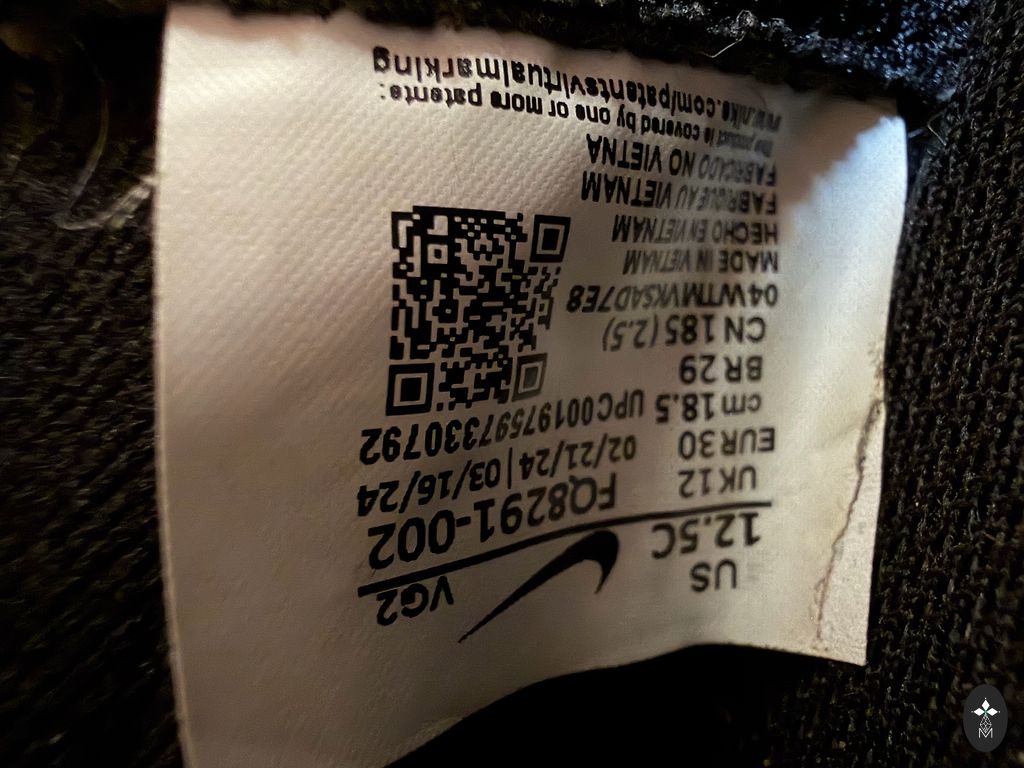 US
12.5C
VG2
UK 12
FQ8291-002
EUR 30
02/21/24 | 03/16/24
cm 18.5
UPC00197597330792
BR 29
CN 185 (2.5)
04WTMVKSAD7E8
MADE IN VIETNAM
HECHO EN VIETNAM
FABRIQUE AU VIETNAM
FABRICADO NO VIETNA
This product is covered by one or more patents:
www.nike.com/patentsvirtualmarking
M